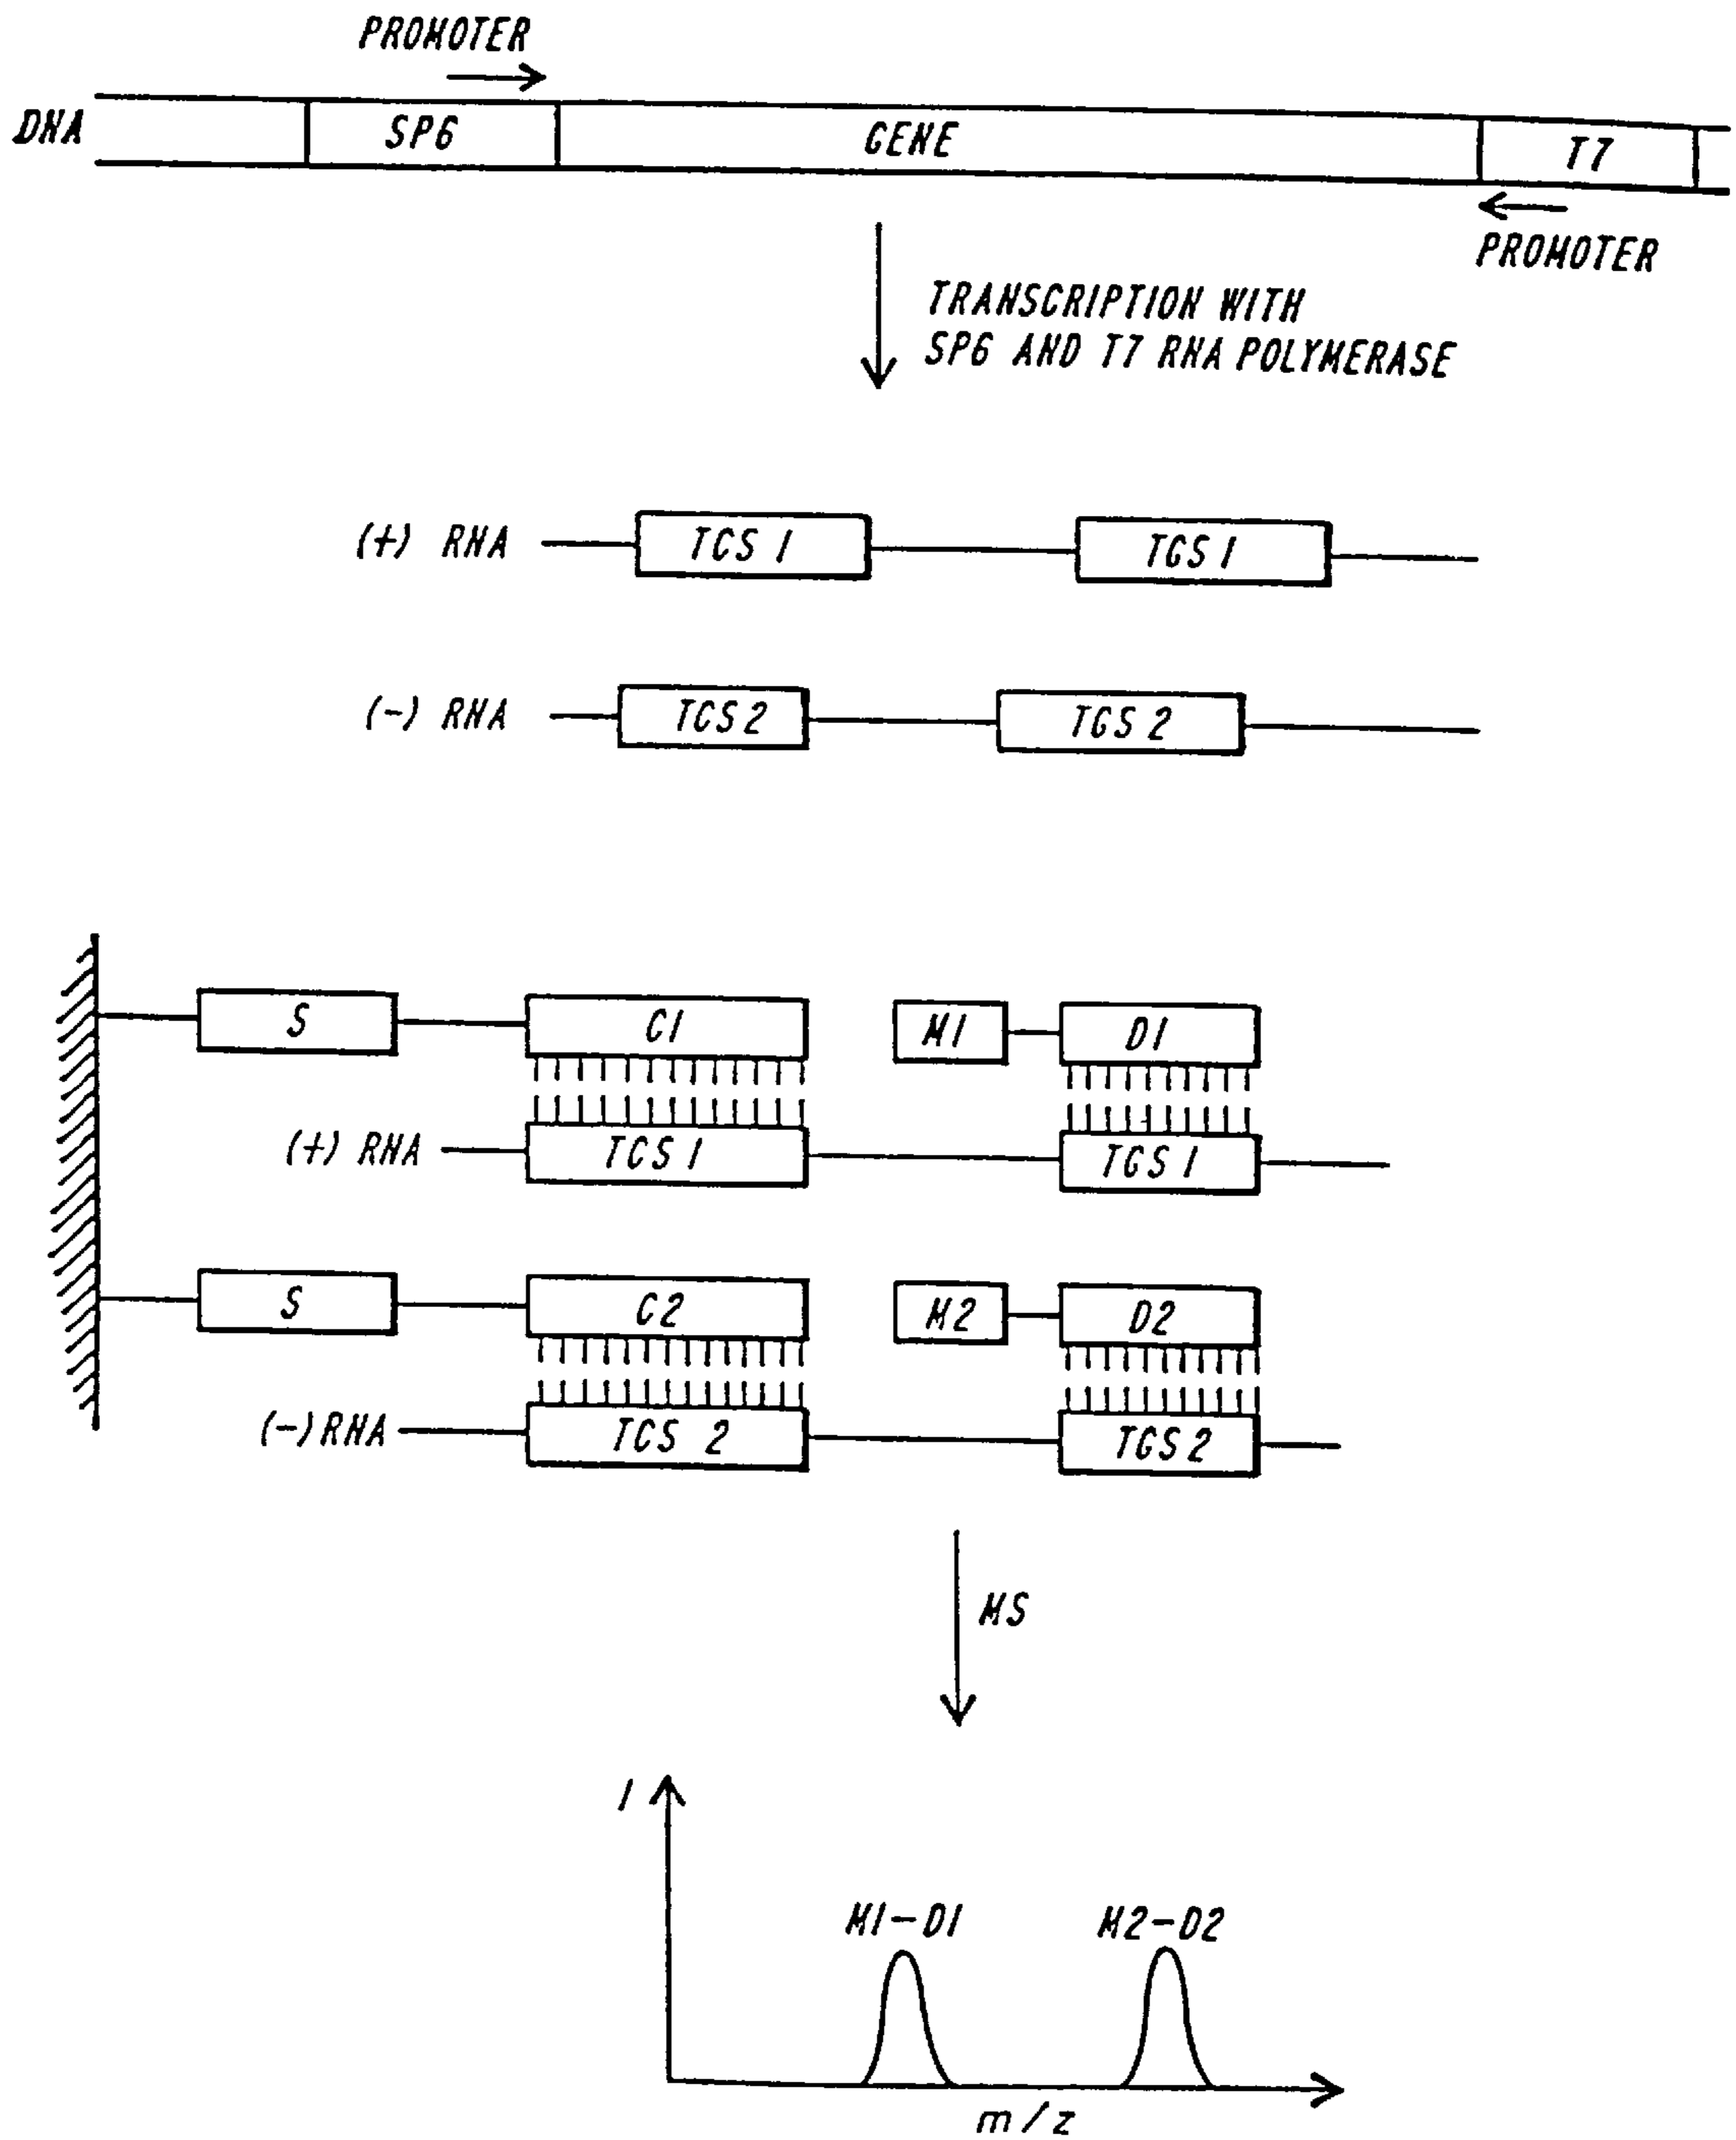 PROMOTER
DNA
SP6
GENE
T7
PROMOTER
TRANSCRIPTION WITH
SP6 AND T7 RNA POLYMERASE
(+) RNA
TCS 1
TGS 1
(-) RNA
TCS 2
TGS 2
S
C1
M1
D1
(+) RNA
TCS 1
TGS 1
S
C2
M2
D2
(-) RNA
TCS 2
TGS 2
MS
I
M1-D1
M2-D2
m/z